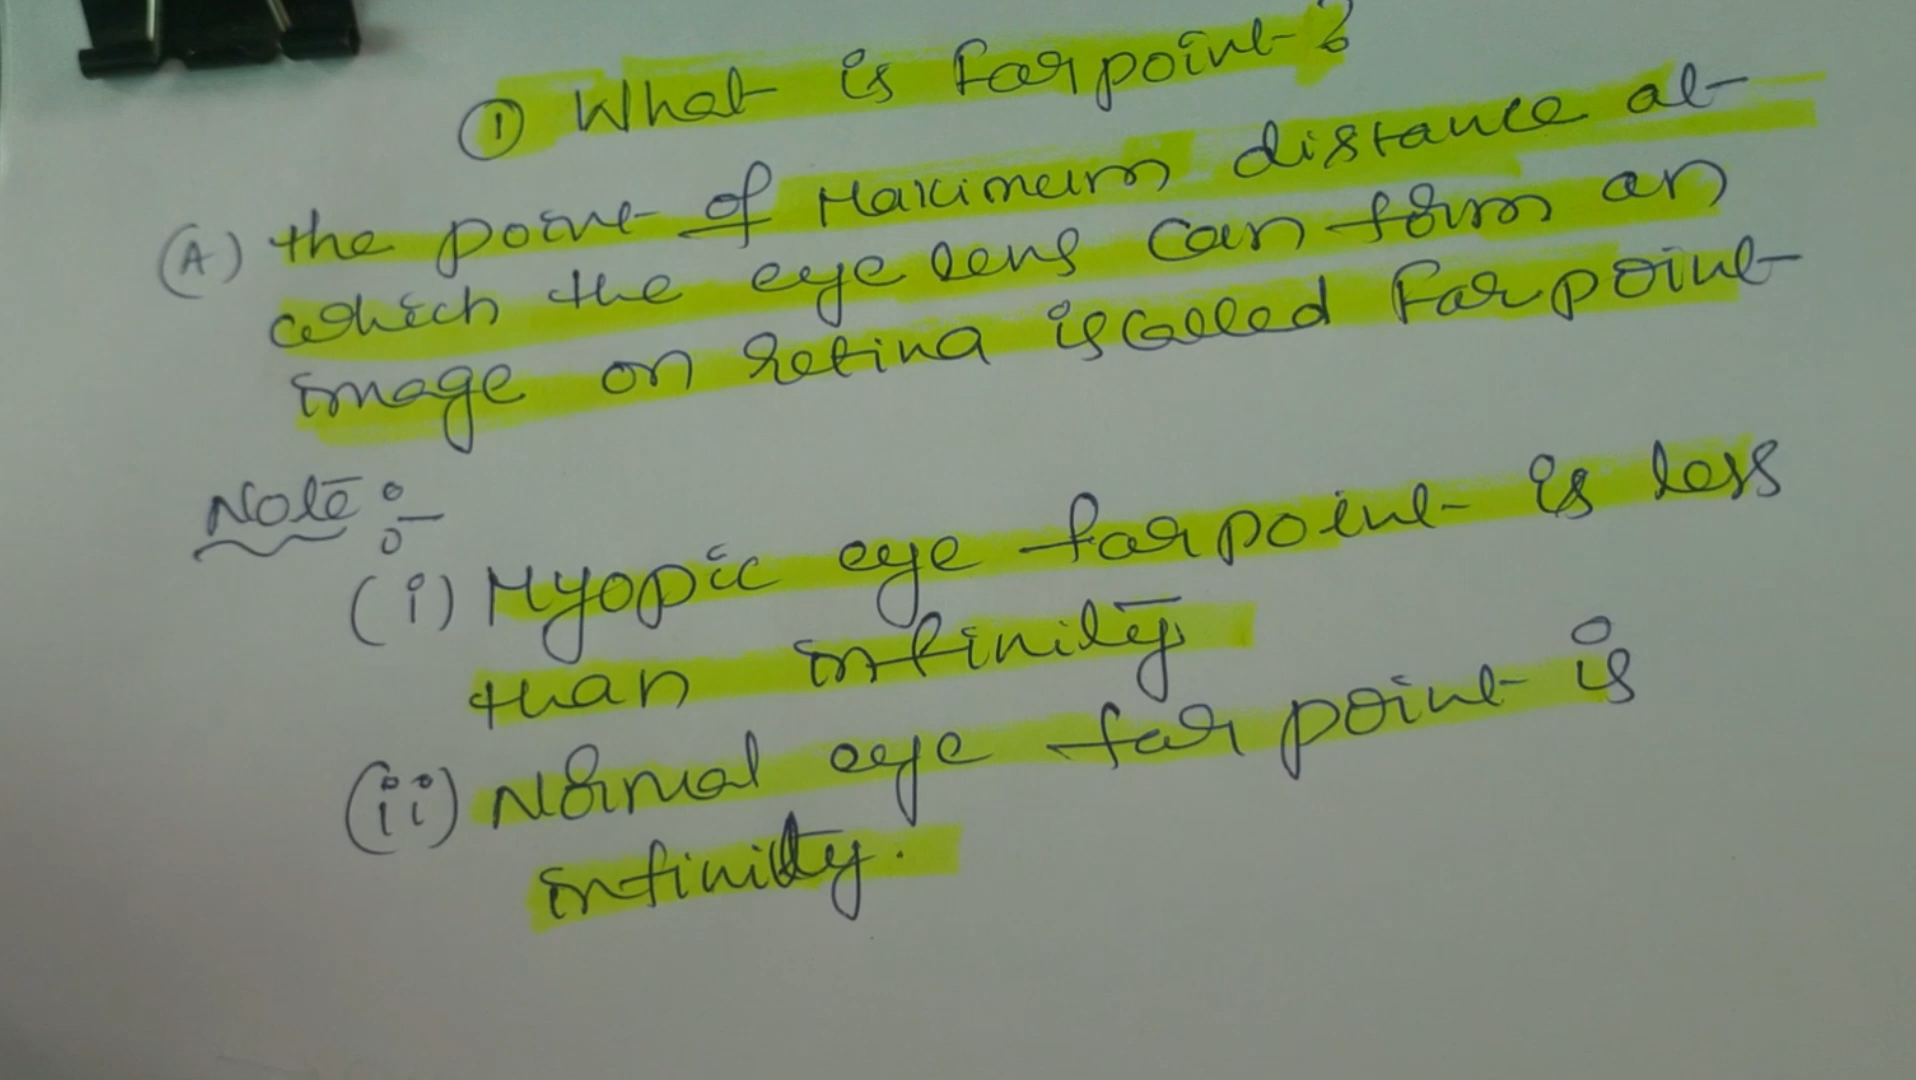 ① What is Far point?
(A) the point of Maximum distance at
which the eye lens can form an
image on retina is called Far point
Note :-
(i) Myopic eye far point is less
than infinity
(ii) Normal eye far point is
infinity.